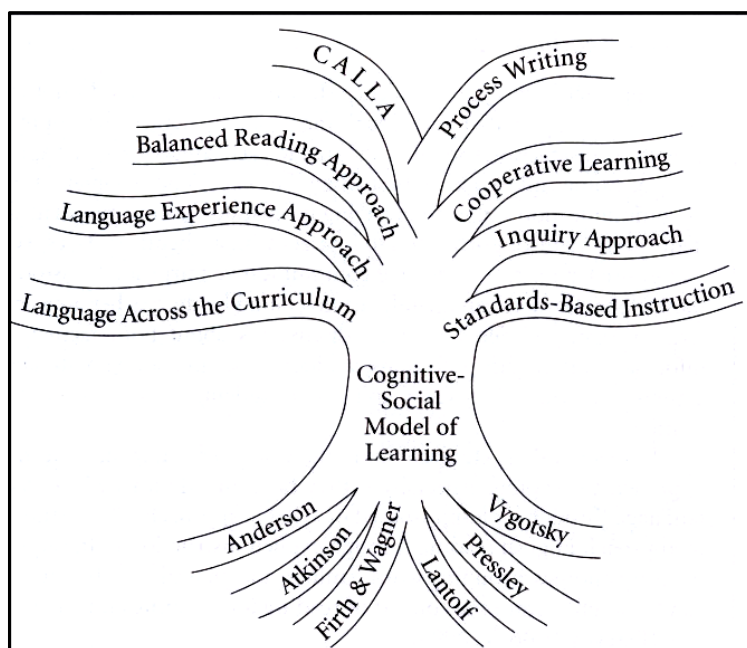 CALLA
Process Writing
Balanced Reading Approach
Cooperative Learning
Language Experience Approach
Inquiry Approach
Language Across the Curriculum
Standards-Based Instruction
Cognitive-
Social
Model of
Learning
Anderson
Atkinson
Firth & Wagner
Lantolf
Pressley
Vygotsky